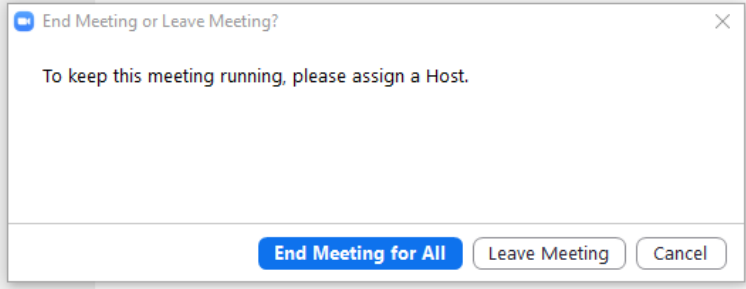 End Meeting or Leave Meeting?
To keep this meeting running, please assign a Host.
End Meeting for All
Leave Meeting
Cancel